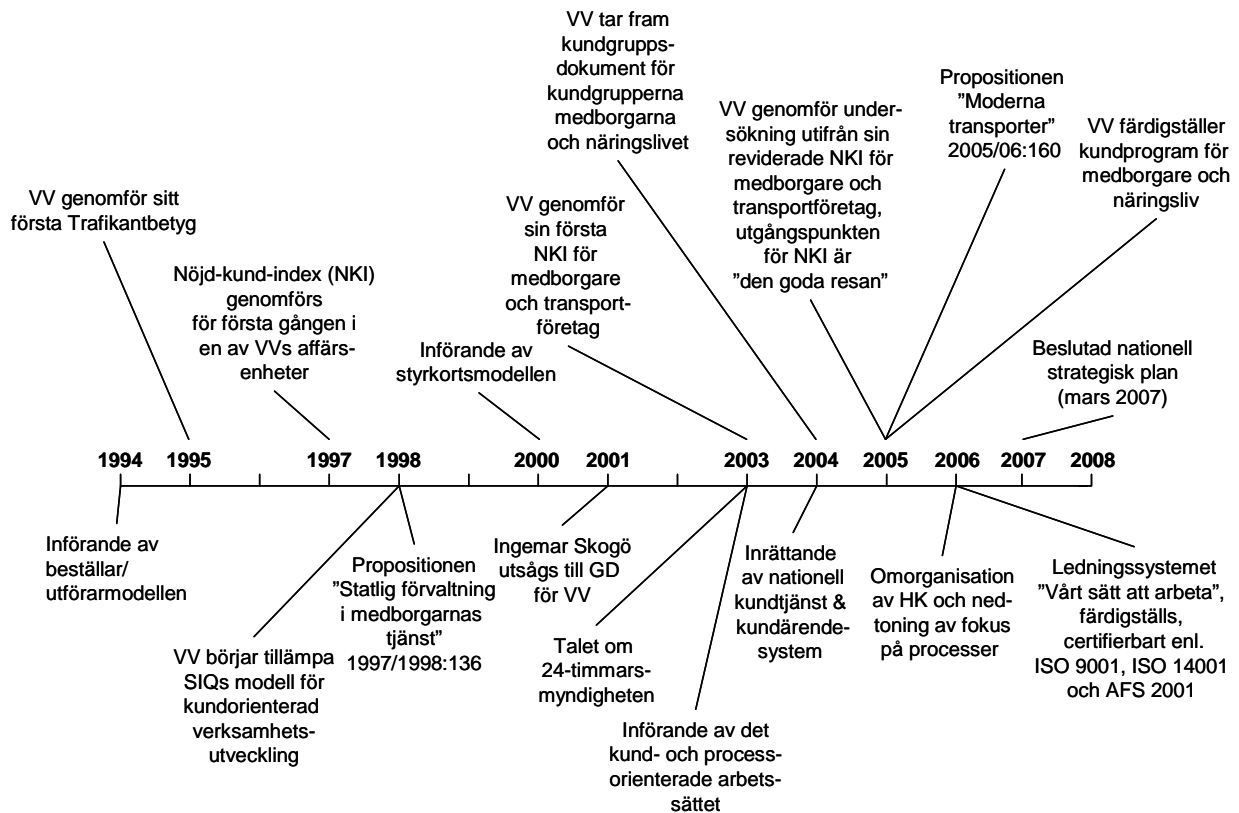 VV tar fram
kundgrupps-
dokument för
kundgrupperna
medborgarna
och näringslivet
Propositionen
”Moderna
transporter”
2005/06:160
VV genomför under-
sökning utifrån sin
reviderade NKI för
medborgare och
transportföretag,
utgångspunkten
för NKI är
”den goda resan”
VV färdigställer
kundprogram för
medborgare och
näringsliv
VV genomför sitt
första Trafikantbetyg
VV genomför
sin första
NKI för
medborgare
och transport-
företag
Nöjd-kund-index (NKI)
genomförs
för första gången i
en av VVs affärs-
enheter
Införande av
styrkortsmodellen
Beslutad nationell
strategisk plan
(mars 2007)
1994 1995 1997 1998 2000 2001 2003 2004 2005 2006 2007 2008
Införande av
beställar/
utförarmodellen
VV börjar tillämpa
SIQs modell för
kundorienterad
verksamhets-
utveckling
Propositionen
”Statlig förvaltning
i medborgarnas
tjänst”
1997/1998:136
Ingemar Skogö
utsågs till GD
för VV
Talet om
24-timmars-
myndigheten
Införande av det
kund- och process-
orienterade arbets-
sättet
Inrättande
av nationell
kundtjänst &
kundärende-
system
Omorganisation
av HK och ned-
toning av fokus
på processer
Ledningssystemet
”Vårt sätt att arbeta”,
färdigställs,
certifierbart enl.
ISO 9001, ISO 14001
och AFS 2001